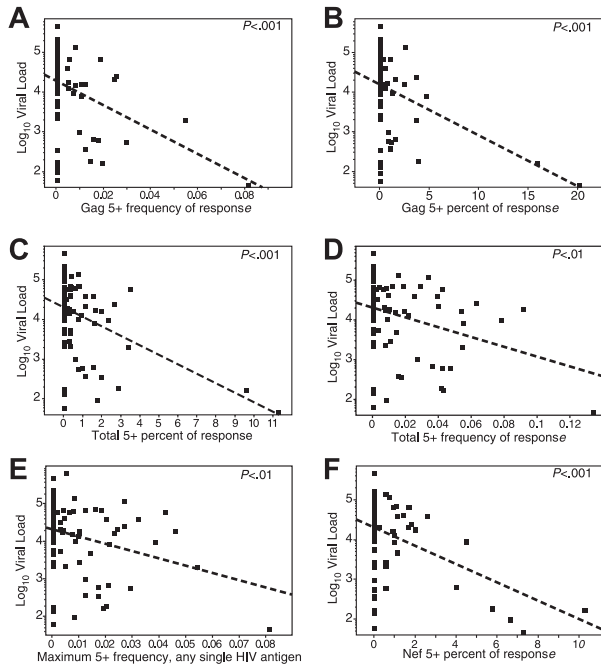 A
P<.001
Log10 Viral Load
5
4
3
2
0 0.02 0.04 0.06 0.08
Gag 5+ frequency of response
B
P<.001
Log10 Viral Load
5
4
3
2
0 5 10 15 20
Gag 5+ percent of response
C
P<.001
Log10 Viral Load
5
4
3
2
0 1 2 3 4 5 6 7 8 9 10 11
Total 5+ percent of response
D
P<.01
Log10 Viral Load
5
4
3
2
0 0.02 0.04 0.06 0.08 0.1 0.12
Total 5+ frequency of response
E
P<.01
Log10 Viral Load
5
4
3
2
0 0.01 0.02 0.03 0.04 0.05 0.06 0.07 0.08
Maximum 5+ frequency, any single HIV antigen
F
P<.001
Log10 Viral Load
5
4
3
2
0 2 4 6 8 10
Nef 5+ percent of response